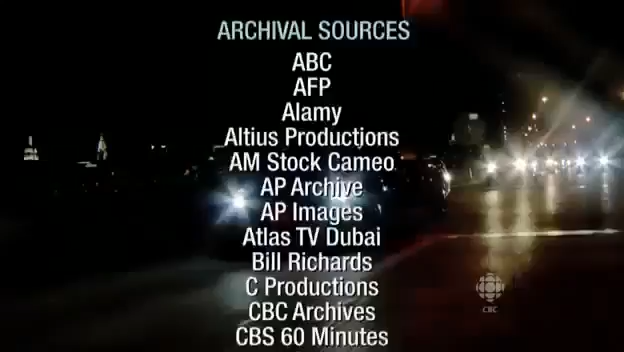 ARCHIVAL SOURCES
ABC
AFP
Alamy
Altius Productions
AM Stock Cameo
AP Archive
AP Images
Atlas TV Dubai
Bill Richards
C Productions
CBC Archives
CBS 60 Minutes
CBC